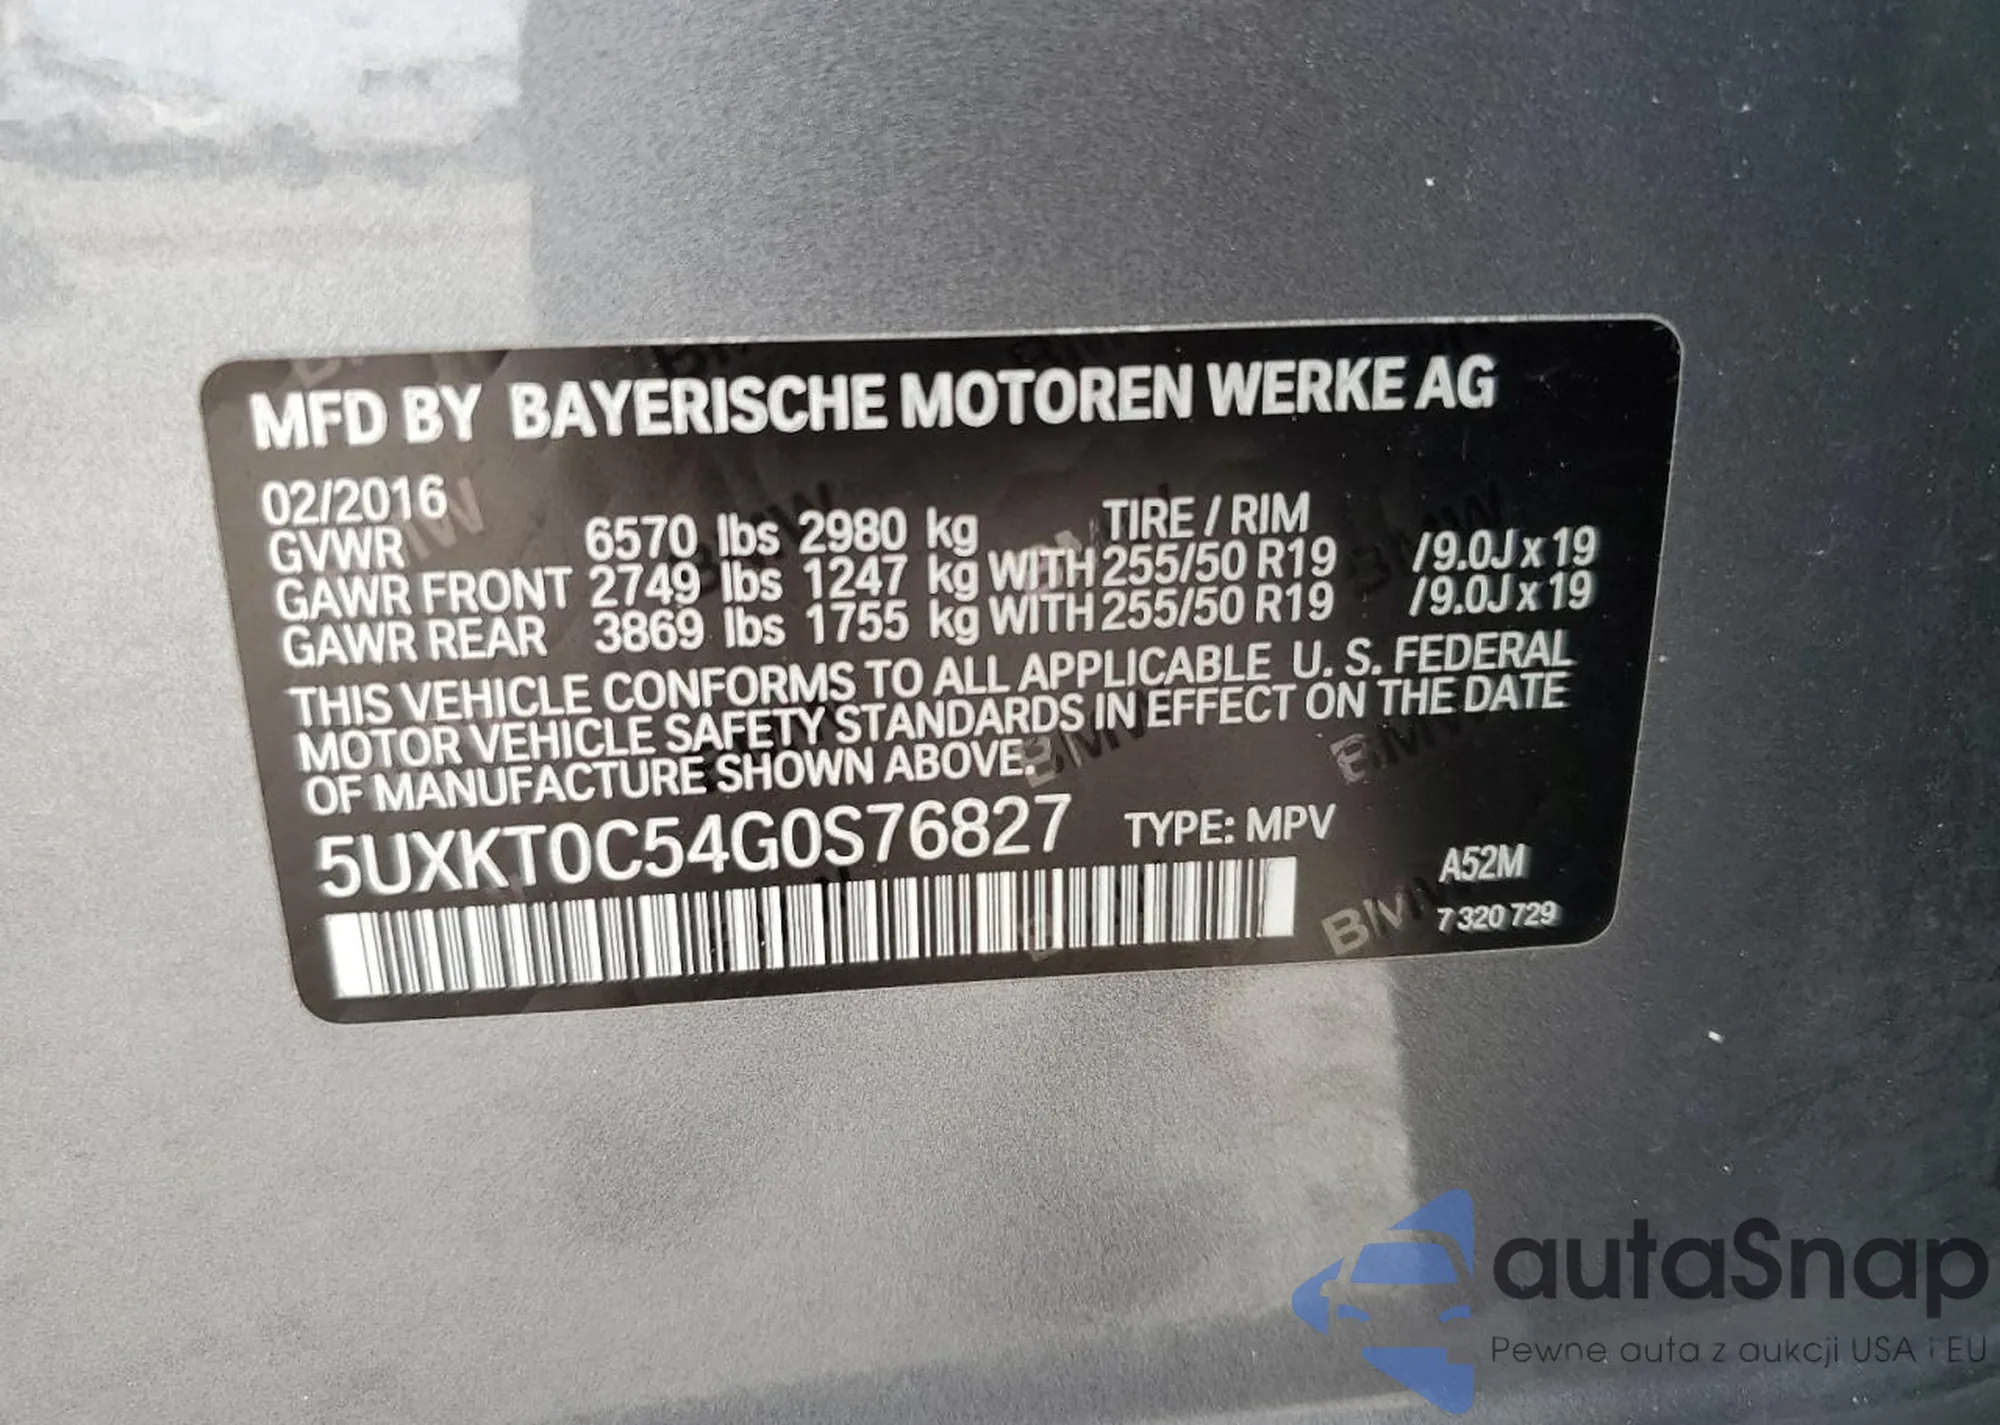 MFD BY BAYERISCHE MOTOREN WERKE AG
02/2016
TIRE / RIM
GVWR 6570 lbs 2980 kg
GAWR FRONT 2749 lbs 1247 kg WITH 255/50 R19 /9.0J x 19
GAWR REAR 3869 lbs 1755 kg WITH 255/50 R19 /9.0J x 19
THIS VEHICLE CONFORMS TO ALL APPLICABLE U. S. FEDERAL
MOTOR VEHICLE SAFETY STANDARDS IN EFFECT ON THE DATE
OF MANUFACTURE SHOWN ABOVE.
5UXKT0C54G0S76827 TYPE: MPV
A52M
7 320 729
autaSnap
Pewne auta z aukcji USA i EU